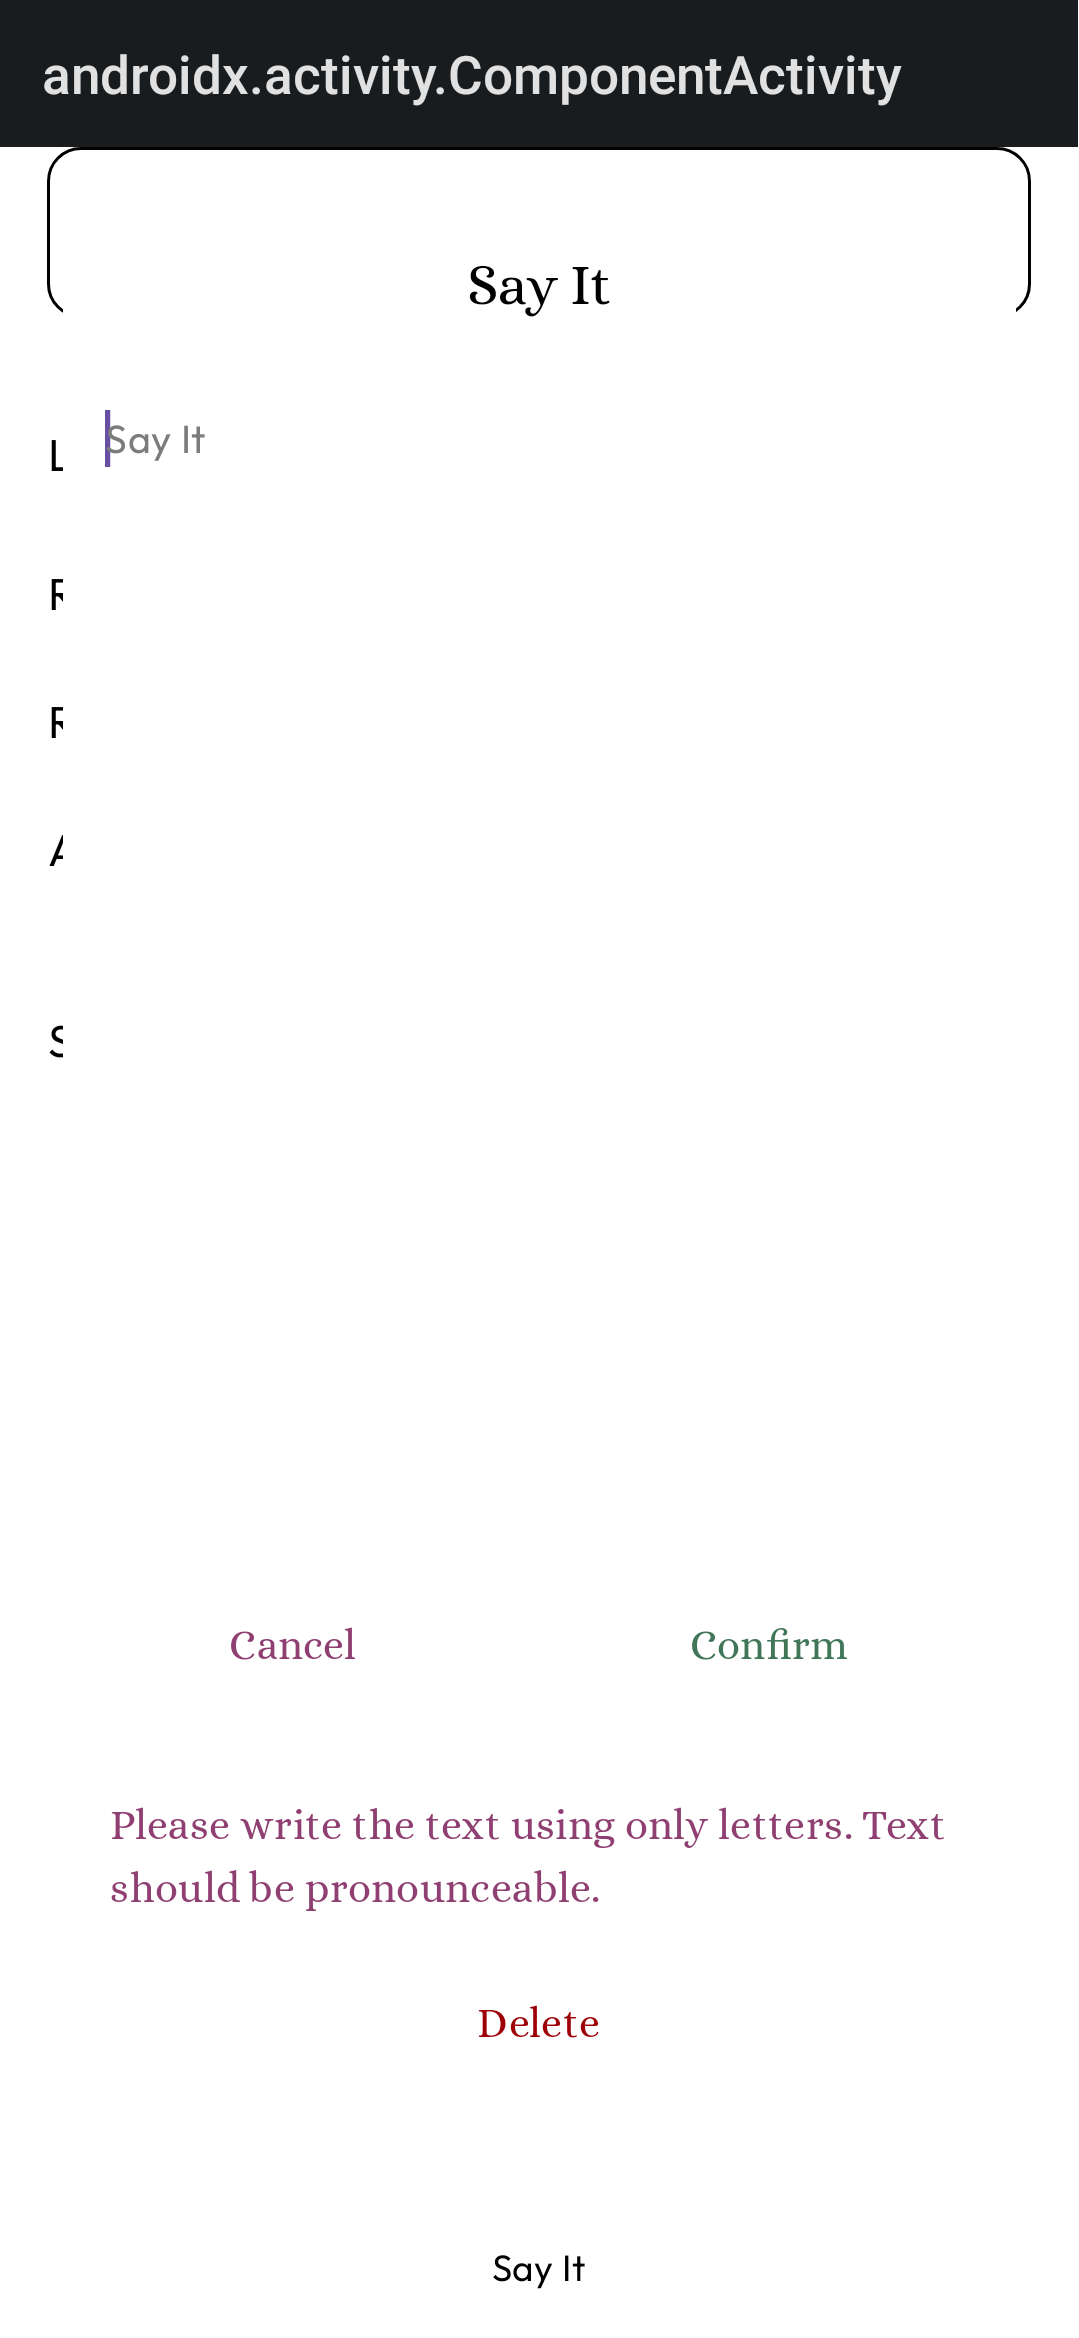 androidx.activity.ComponentActivity
Say It
Say It
L
R
R
A
S
Cancel Confirm
Please write the text using only letters. Text
should be pronounceable.
Delete
Say It